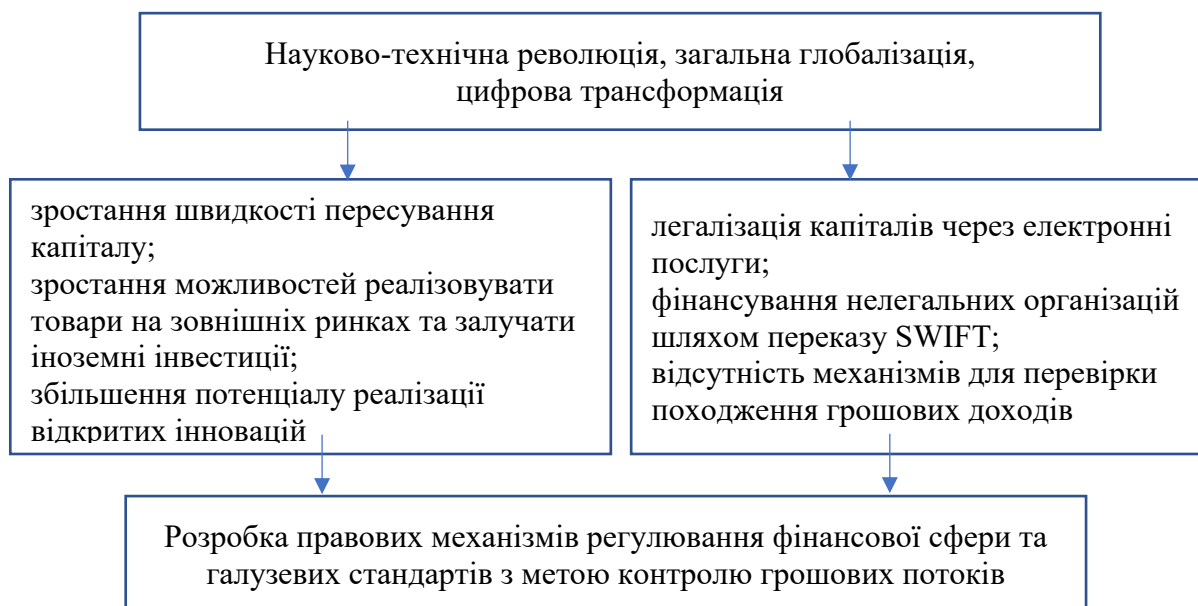 Науково-технічна революція, загальна глобалізація,
цифрова трансформація
зростання швидкості пересування
капіталу;
зростання можливостей реалізовувати
товари на зовнішніх ринках та залучати
іноземні інвестиції;
збільшення потенціалу реалізації
відкритих інновацій
легалізація капіталів через електронні
послуги;
фінансування нелегальних організацій
шляхом переказу SWIFT;
відсутність механізмів для перевірки
походження грошових доходів
Розробка правових механізмів регулювання фінансової сфери та
галузевих стандартів з метою контролю грошових потоків